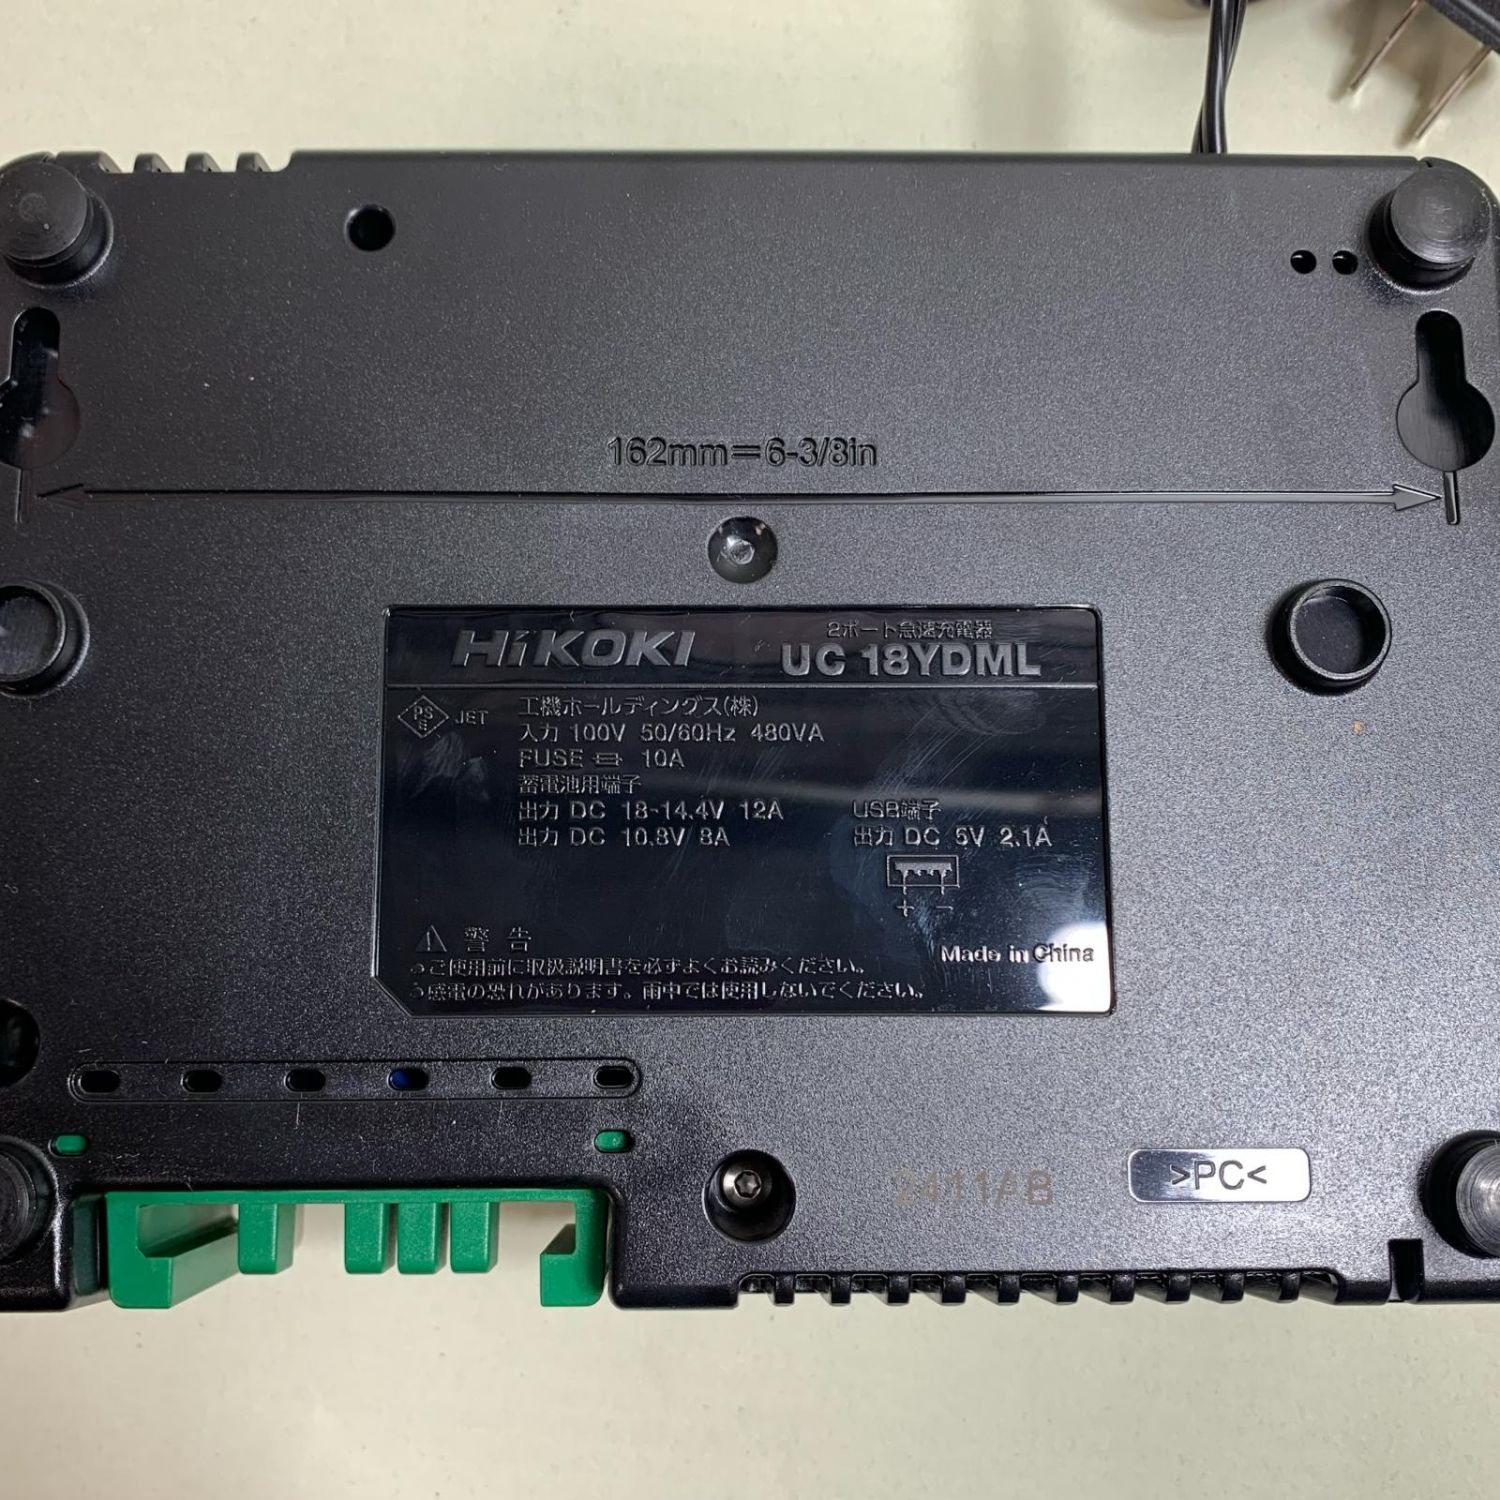 162mm=6-3/8in
HiKOKI
2ポート急速充電器
UC 18YDML
PS
E
JET
工機ホールディングス(株)
入力 100V 50/60Hz 480VA
FUSE 10A
蓄電池用端子
出力 DC 18-14.4V 12A
出力 DC 10.8V 8A
USB端子
出力 DC 5V 2.1A
+ -
警告
ご使用前に取扱説明書を必ずよくお読みください。
感電の恐れがあります。雨中では使用しないでください。
Made in China
2411AB
>PC<